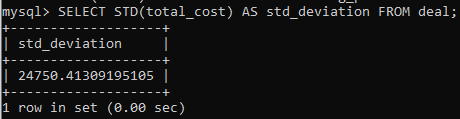 mysql> SELECT STD(total_cost) AS std_deviation FROM deal;
+-------------------+
| std_deviation     |
+-------------------+
| 24750.41309195105 |
+-------------------+
1 row in set (0.00 sec)